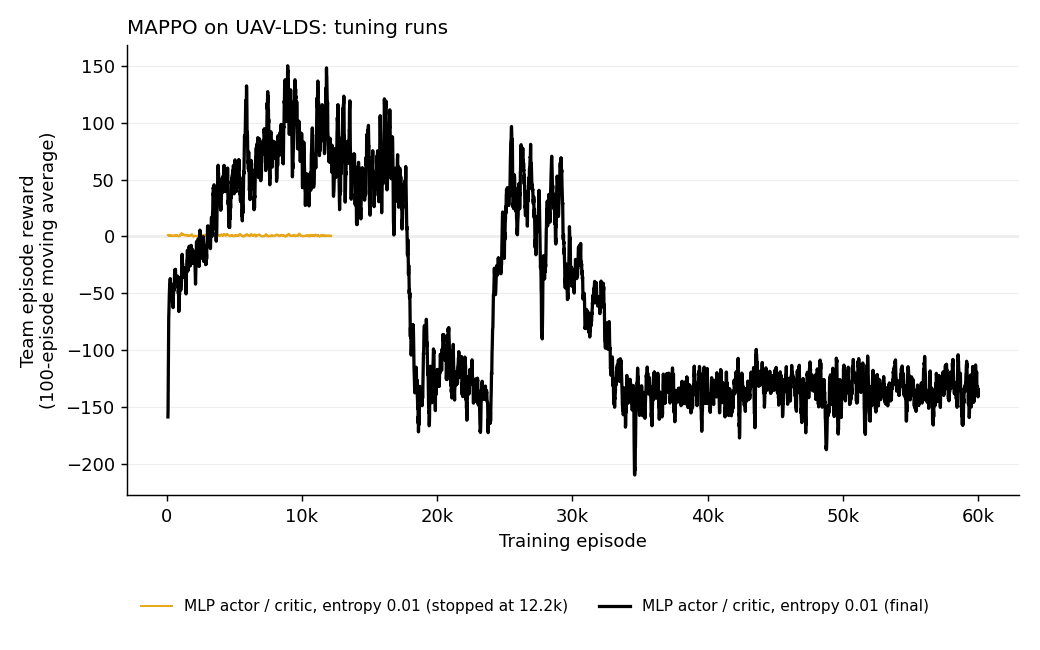 MAPPO on UAV-LDS: tuning runs
Team episode reward
(100-episode moving average)
150
100
50
0
−50
−100
−150
−200
0
10k
20k
30k
40k
50k
60k
Training episode
MLP actor / critic, entropy 0.01 (stopped at 12.2k)
MLP actor / critic, entropy 0.01 (final)